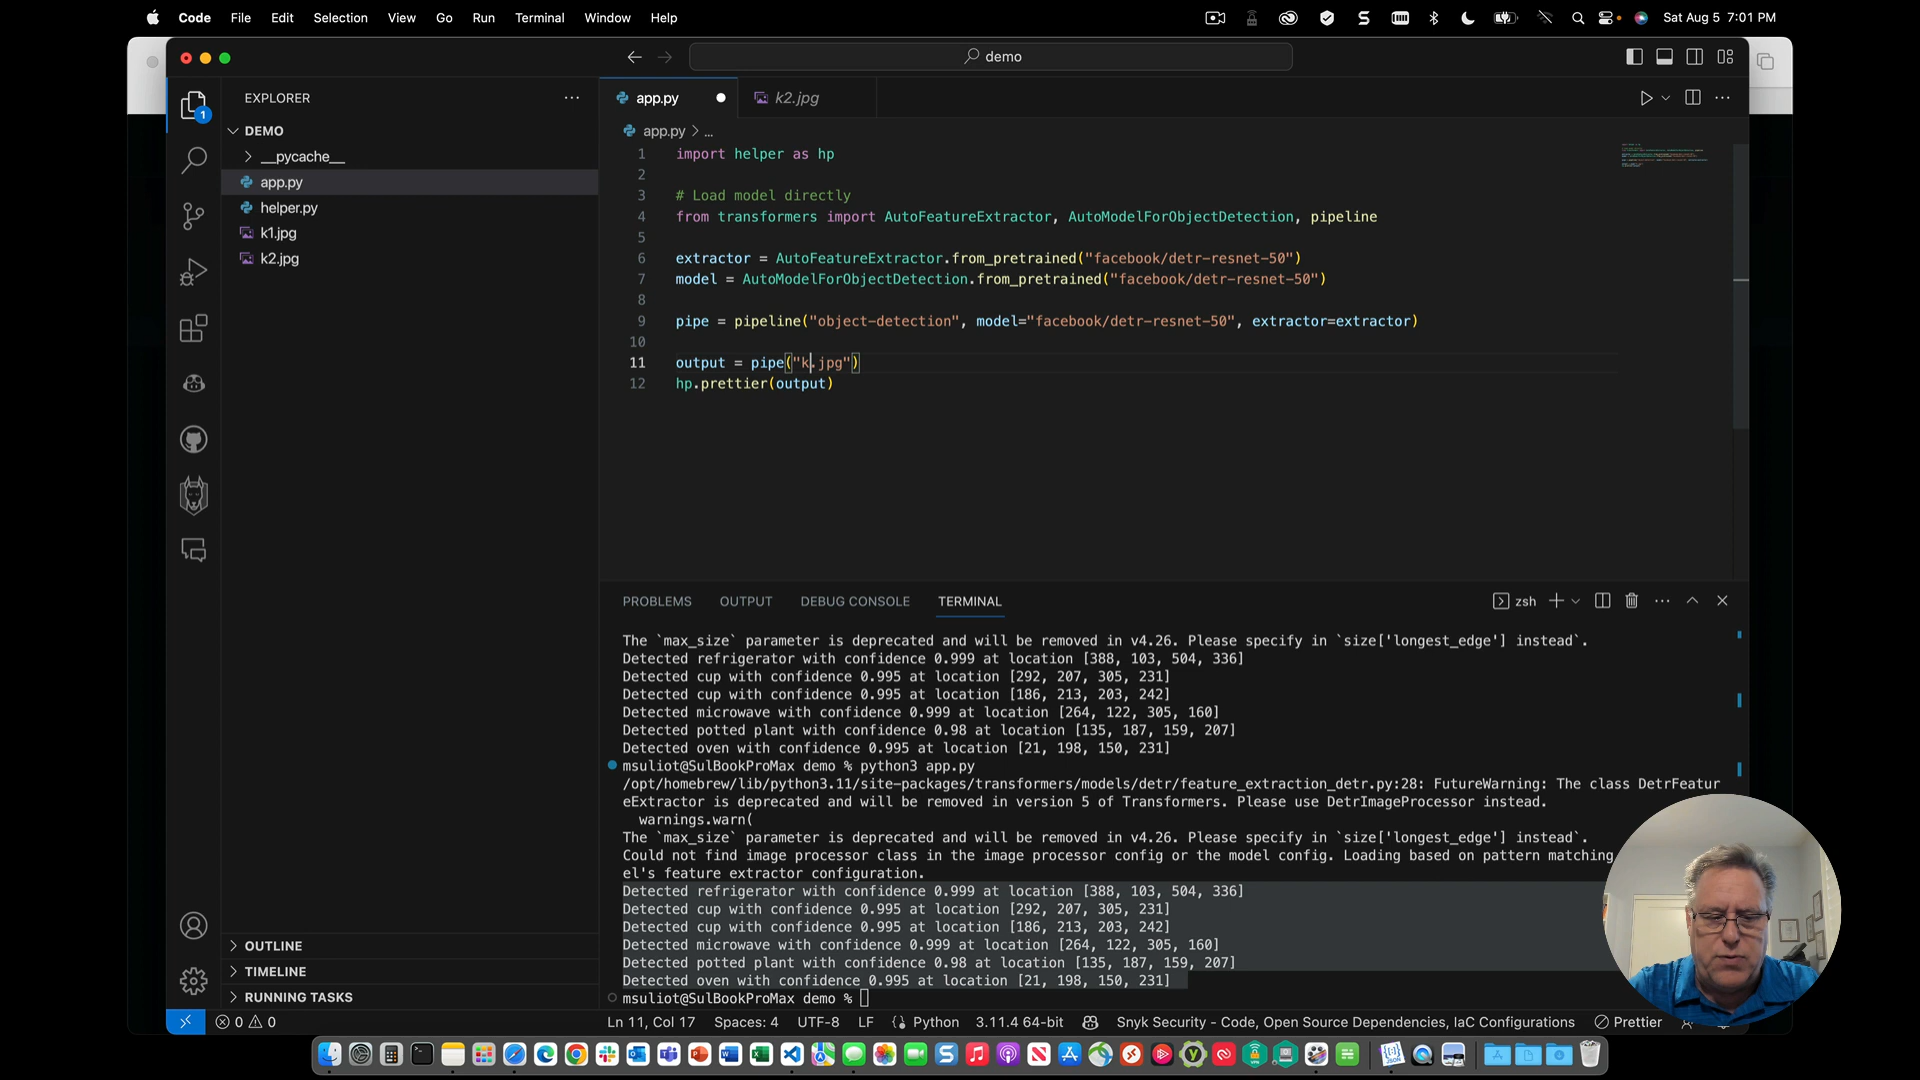 Code File Edit Selection View Go Run Terminal Window Help
Sat Aug 5 7:01 PM
demo
EXPLORER
app.py
k2.jpg
DEMO
__pycache__
app.py
helper.py
k1.jpg
k2.jpg
1
app.py > ...
1 import helper as hp
2
3 # Load model directly
4 from transformers import AutoFeatureExtractor, AutoModelForObjectDetection, pipeline
5
6 extractor = AutoFeatureExtractor.from_pretrained("facebook/detr-resnet-50")
7 model = AutoModelForObjectDetection.from_pretrained("facebook/detr-resnet-50")
8
9 pipe = pipeline("object-detection", model="facebook/detr-resnet-50", extractor=extractor)
10
11 output = pipe("k.jpg")
12 hp.prettier(output)
PROBLEMS OUTPUT DEBUG CONSOLE TERMINAL
zsh
The `max_size` parameter is deprecated and will be removed in v4.26. Please specify in `size['longest_edge'] instead`.
Detected refrigerator with confidence 0.999 at location [388, 103, 504, 336]
Detected cup with confidence 0.995 at location [292, 207, 305, 231]
Detected cup with confidence 0.995 at location [186, 213, 203, 242]
Detected microwave with confidence 0.999 at location [264, 122, 305, 160]
Detected potted plant with confidence 0.98 at location [135, 187, 159, 207]
Detected oven with confidence 0.995 at location [21, 198, 150, 231]
msuliot@SulBookProMax demo % python3 app.py
/opt/homebrew/lib/python3.11/site-packages/transformers/models/detr/feature_extraction_detr.py:28: FutureWarning: The class DetrFeatur
eExtractor is deprecated and will be removed in version 5 of Transformers. Please use DetrImageProcessor instead.
warnings.warn(
The `max_size` parameter is deprecated and will be removed in v4.26. Please specify in `size['longest_edge'] instead`.
Could not find image processor class in the image processor config or the model config. Loading based on pattern matching
el's feature extractor configuration.
Detected refrigerator with confidence 0.999 at location [388, 103, 504, 336]
Detected cup with confidence 0.995 at location [292, 207, 305, 231]
Detected cup with confidence 0.995 at location [186, 213, 203, 242]
Detected microwave with confidence 0.999 at location [264, 122, 305, 160]
Detected potted plant with confidence 0.98 at location [135, 187, 159, 207]
Detected oven with confidence 0.995 at location [21, 198, 150, 231]
msuliot@SulBookProMax demo %
OUTLINE
TIMELINE
RUNNING TASKS
0 0
Ln 11, Col 17 Spaces: 4 UTF-8 LF Python 3.11.4 64-bit Snyk Security - Code, Open Source Dependencies, IaC Configurations Prettier